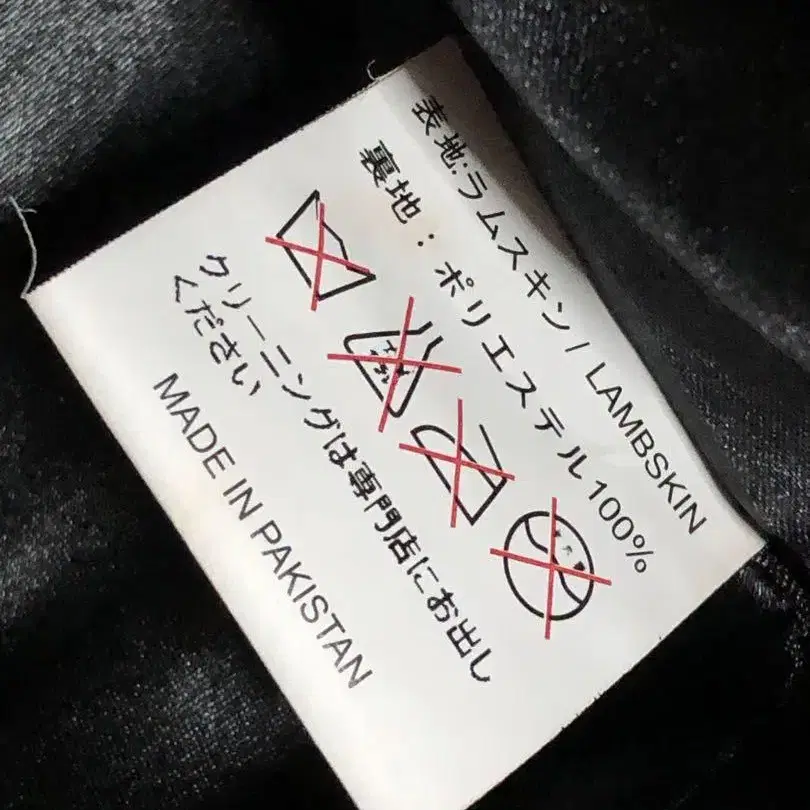 表地:ラムスキン/ LAMBSKIN
裏地：ポリエステル100%
クリーニングは専門店にお出し
ください
MADE IN PAKISTAN